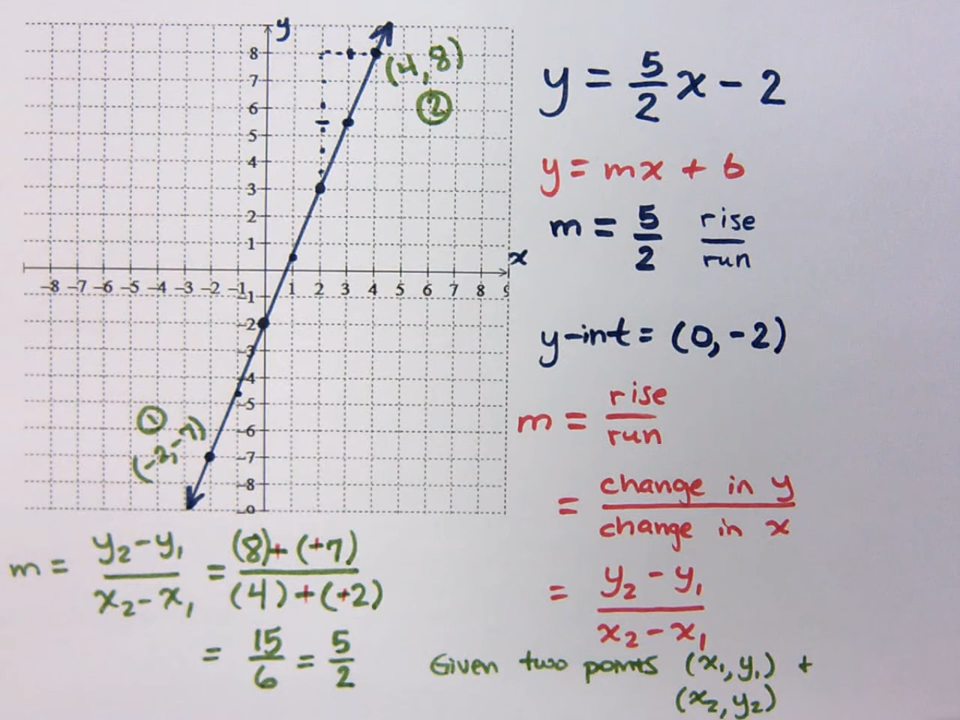 y
8
7
6
5
4
3
2
1
-8 -7 -6 -5 -4 -3 -2 -1 1 2 3 4 5 6 7 8 9
x
-1
-2
-3
-4
-5
-6
-7
-8
-9
(4, 8)
②
①
(-2, -7)
y = 5/2 x - 2
y = mx + b
m = 5/2 rise/run
y-int = (0, -2)
m = rise/run
= change in y/change in x
= y₂ - y₁/x₂ - x₁
m = y₂ - y₁/x₂ - x₁ = (8)+(+7)/(4)+(+2)
= 15/6 = 5/2
Given two points (x₁, y₁) +
(x₂, y₂)